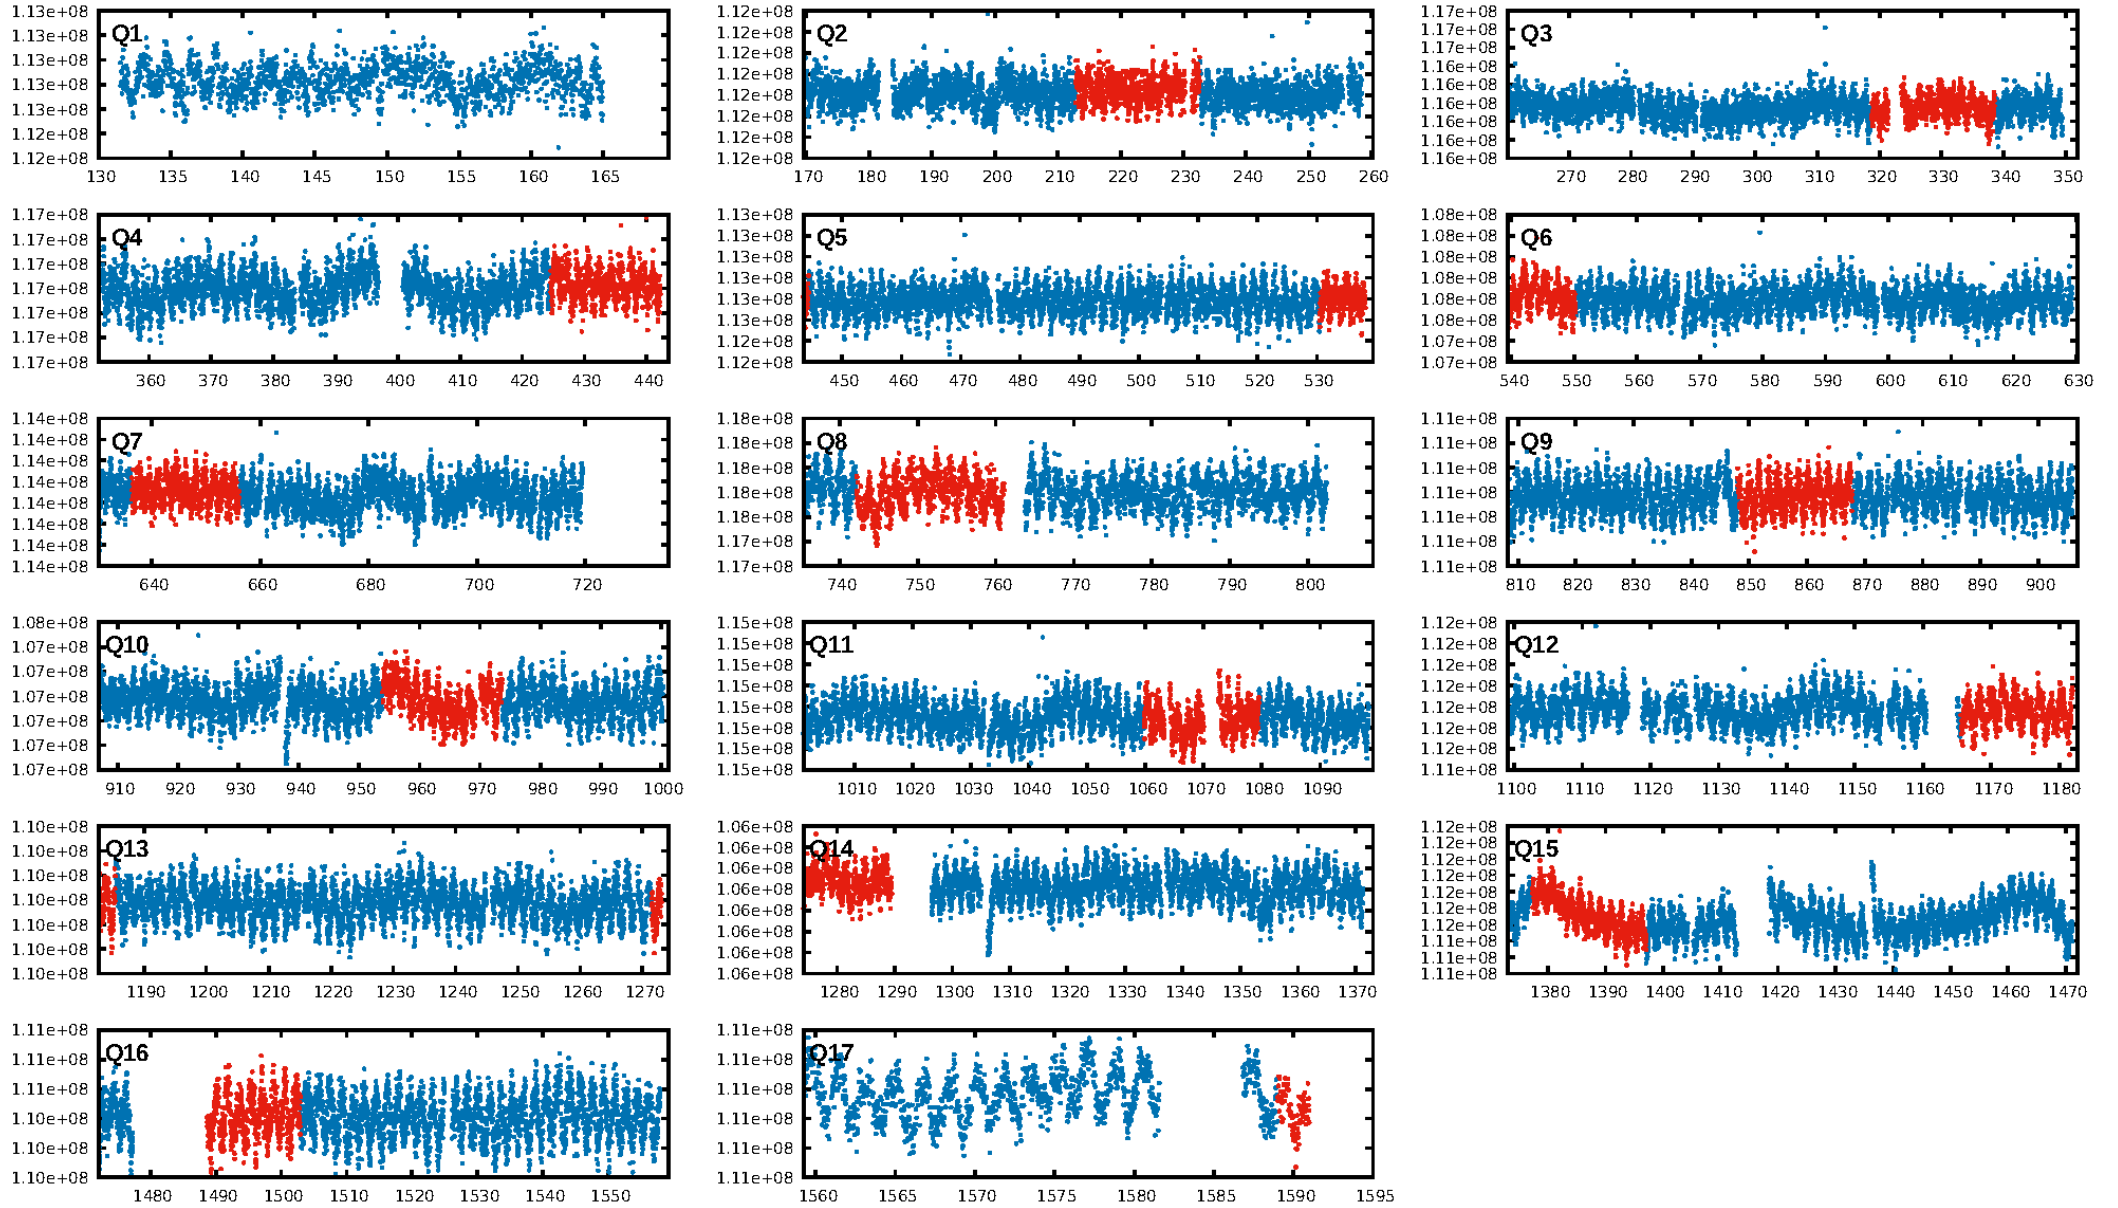 1.13e+08 1.13e+08 1.13e+08 1.13e+08 1.13e+08 1.12e+08 1.12e+08
Q1
130 135 140 145 150 155 160 165
1.12e+08 1.12e+08 1.12e+08 1.12e+08 1.12e+08 1.12e+08 1.12e+08 1.12e+08
Q2
170 180 190 200 210 220 230 240 250 260
1.17e+08 1.17e+08 1.17e+08 1.16e+08 1.16e+08 1.16e+08 1.16e+08 1.16e+08 1.16e+08
Q3
270 280 290 300 310 320 330 340 350
1.17e+08 1.17e+08 1.17e+08 1.17e+08 1.17e+08 1.17e+08 1.17e+08
Q4
360 370 380 390 400 410 420 430 440
1.13e+08 1.13e+08 1.13e+08 1.13e+08 1.13e+08 1.13e+08 1.12e+08 1.12e+08
Q5
450 460 470 480 490 500 510 520 530
1.08e+08 1.08e+08 1.08e+08 1.08e+08 1.08e+08 1.08e+08 1.07e+08 1.07e+08
Q6
540 550 560 570 580 590 600 610 620 630
1.14e+08 1.14e+08 1.14e+08 1.14e+08 1.14e+08 1.14e+08 1.14e+08 1.14e+08
Q7
640 660 680 700 720
1.18e+08 1.18e+08 1.18e+08 1.18e+08 1.18e+08 1.17e+08 1.17e+08
Q8
740 750 760 770 780 790 800
1.11e+08 1.11e+08 1.11e+08 1.11e+08 1.11e+08 1.11e+08 1.11e+08
Q9
810 820 830 840 850 860 870 880 890 900
1.08e+08 1.07e+08 1.07e+08 1.07e+08 1.07e+08 1.07e+08 1.07e+08
Q10
910 920 930 940 950 960 970 980 990 1000
1.15e+08 1.15e+08 1.15e+08 1.15e+08 1.15e+08 1.15e+08 1.15e+08 1.15e+08
Q11
1010 1020 1030 1040 1050 1060 1070 1080 1090
1.12e+08 1.12e+08 1.12e+08 1.12e+08 1.12e+08 1.12e+08 1.12e+08 1.11e+08
Q12
1100 1110 1120 1130 1140 1150 1160 1170 1180
1.10e+08 1.10e+08 1.10e+08 1.10e+08 1.10e+08 1.10e+08 1.10e+08
Q13
1190 1200 1210 1220 1230 1240 1250 1260 1270
1.06e+08 1.06e+08 1.06e+08 1.06e+08 1.06e+08 1.06e+08 1.06e+08 1.06e+08
Q14
1280 1290 1300 1310 1320 1330 1340 1350 1360 1370
1.12e+08 1.12e+08 1.12e+08 1.12e+08 1.12e+08 1.12e+08 1.12e+08 1.11e+08 1.11e+08 1.11e+08
Q15
1380 1390 1400 1410 1420 1430 1440 1450 1460 1470
1.11e+08 1.11e+08 1.11e+08 1.10e+08 1.10e+08 1.10e+08
Q16
1480 1490 1500 1510 1520 1530 1540 1550
1.11e+08 1.11e+08 1.11e+08 1.11e+08 1.11e+08 1.11e+08
Q17
1560 1565 1570 1575 1580 1585 1590 1595